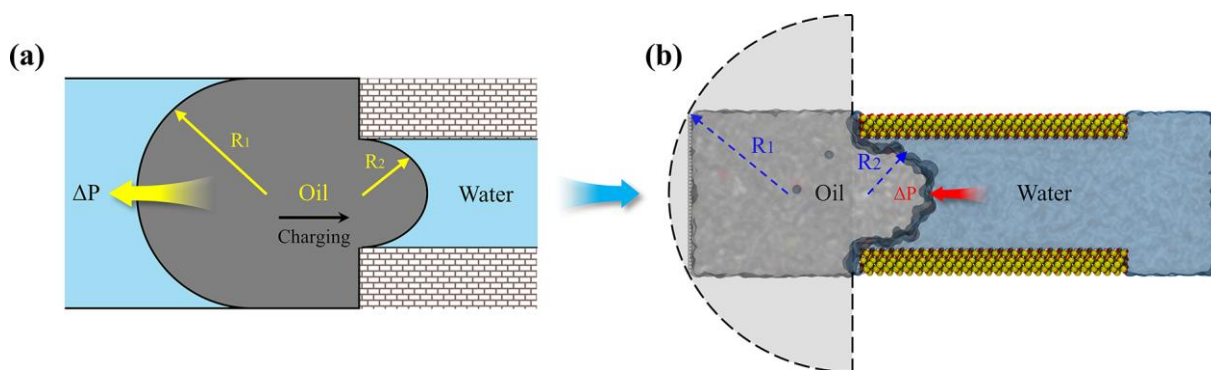 (a)
R1
R2
ΔP
Oil
Water
Charging
(b)
R1
R2
Oil
ΔP
Water